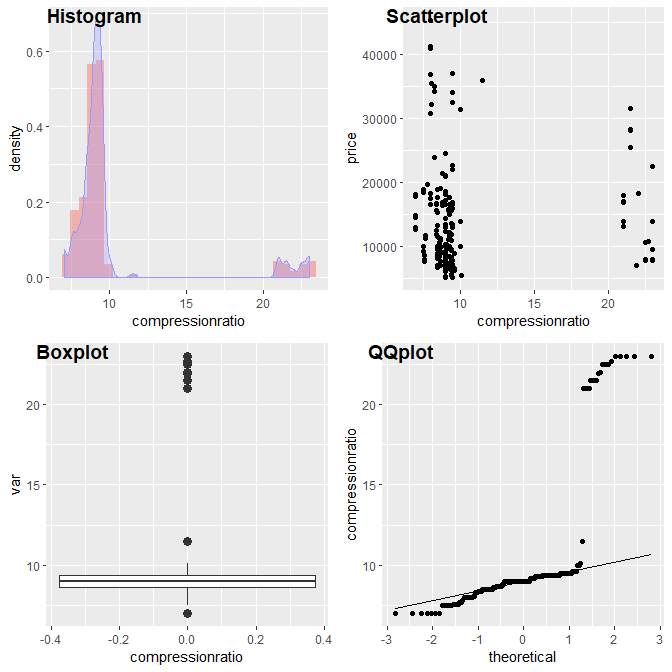 Histogram
density
0.6
0.4
0.2
0.0
10
15
20
compressionratio
Scatterplot
price
40000
30000
20000
10000
10
15
20
compressionratio
Boxplot
var
20
15
10
-0.4
-0.2
0.0
0.2
0.4
compressionratio
QQplot
compressionratio
20
15
10
-3
-2
-1
0
1
2
3
theoretical